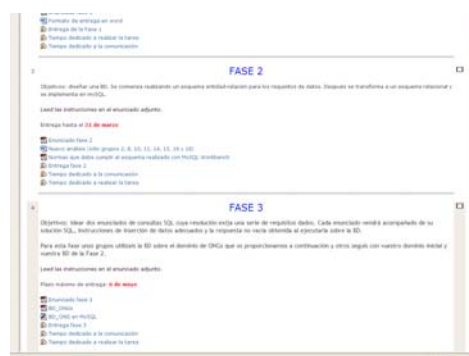 Formato de entrega en word
Entrega de la Fase 1
Tiempo dedicado a realizar la tarea
Tiempo dedicado a la comunicación
FASE 2
Objetivos: diseñar una BD. Se comienza realizando un esquema entidad-relación para los requisitos de datos. Después se transforma a un esquema relacional y
se implementa en mySQL.
Leed las instrucciones en el enunciado adjunto.
Entrega hasta el 31 de marzo
Enunciado Fase 2
Nuevo análisis (sólo grupos 2, 8, 10, 11, 14, 15, 16 y 18)
Normas que debe cumplir el esquema realizado con MySQL Workbench
Entrega fase 2
Tiempo dedicado a la comunicación
Tiempo dedicado a realizar la tarea
FASE 3
Objetivos: Idear dos enunciados de consultas SQL cuya resolución exija una serie de requisitos dados. Cada enunciado vendrá acompañado de su
solución SQL, instrucciones de inserción de datos adecuados y la respuesta no vacía obtenida al ejecutarla sobre la BD.
Para esta Fase unos grupos utilizáis la BD sobre el dominio de ONGs que os proporcionamos a continuación y otros seguís con vuestro dominio inicial y
vuestra BD de la Fase 2.
Leed las instrucciones en el enunciado adjunto.
Plazo máximo de entrega: 6 de mayo
Enunciado fase 3
BD_ONGs
BD_ONG en MySQL
Entrega fase 3
Tiempo dedicado a la comunicación
Tiempo dedicado a realizar la tarea